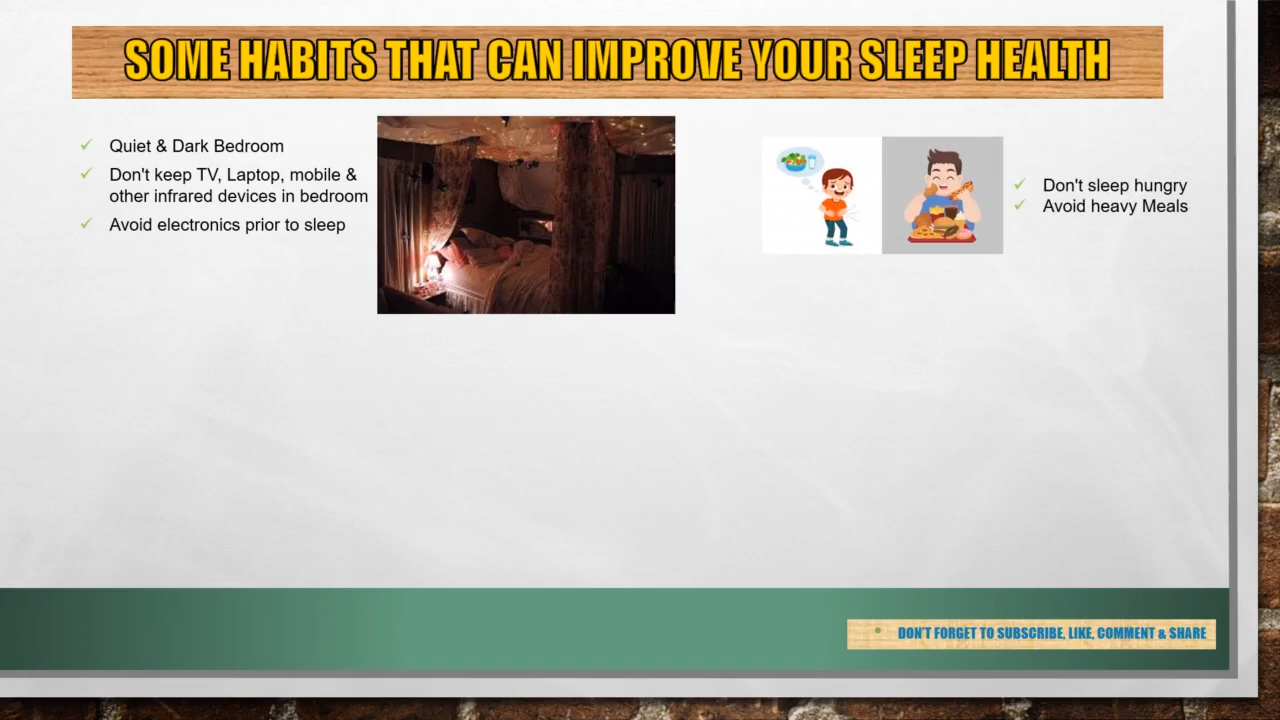 SOME HABITS THAT CAN IMPROVE YOUR SLEEP HEALTH
Quiet & Dark Bedroom
Don't keep TV, Laptop, mobile &
other infrared devices in bedroom
Avoid electronics prior to sleep
Don't sleep hungry
Avoid heavy Meals
DON'T FORGET TO SUBSCRIBE, LIKE, COMMENT & SHARE